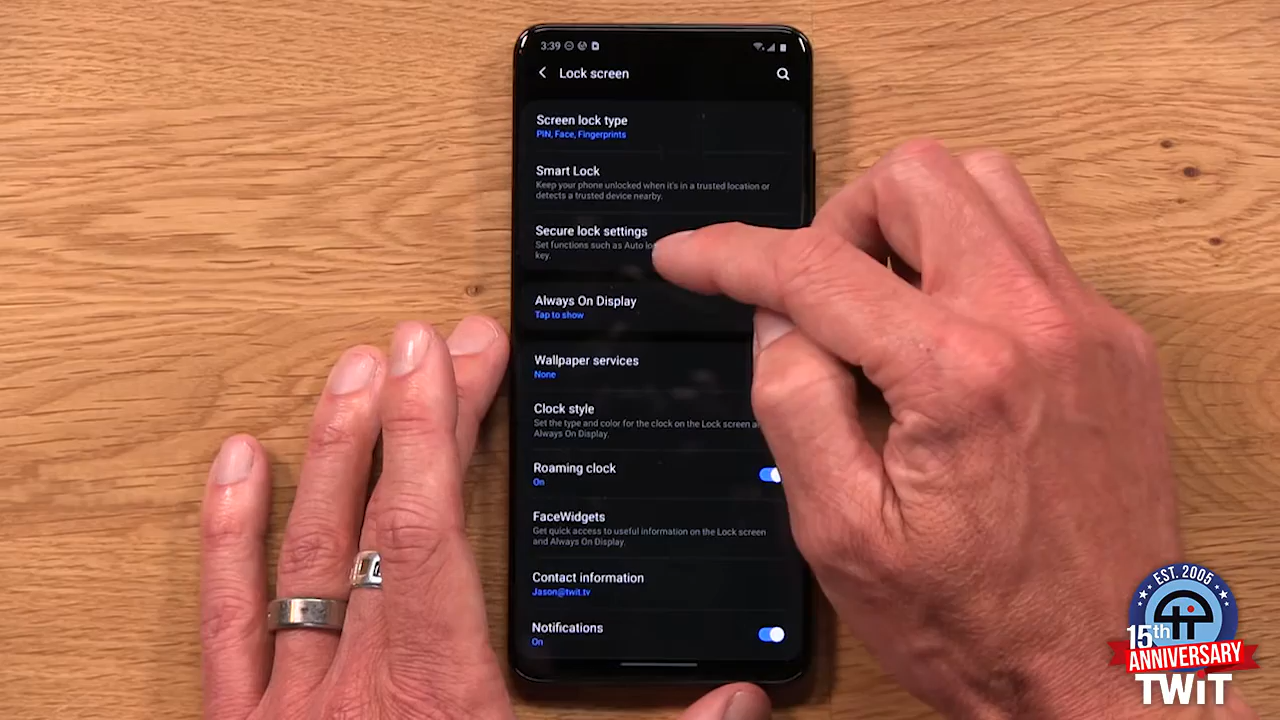 3:39
Lock screen
Screen lock type
PIN, Face, Fingerprints
Smart Lock
Keep your phone unlocked when it's in a trusted location or
detects a trusted device nearby.
Secure lock settings
Set functions such as Auto
key.
Always On Display
Tap to show
Wallpaper services
None
Clock style
Set the type and color for the clock on the Lock screen
Always On Display.
Roaming clock
On
FaceWidgets
Get quick access to useful information on the Lock screen
and Always On Display.
Contact information
Jason@twit.tv
Notifications
On
EST. 2005
15th
ANNIVERSARY
TWiT